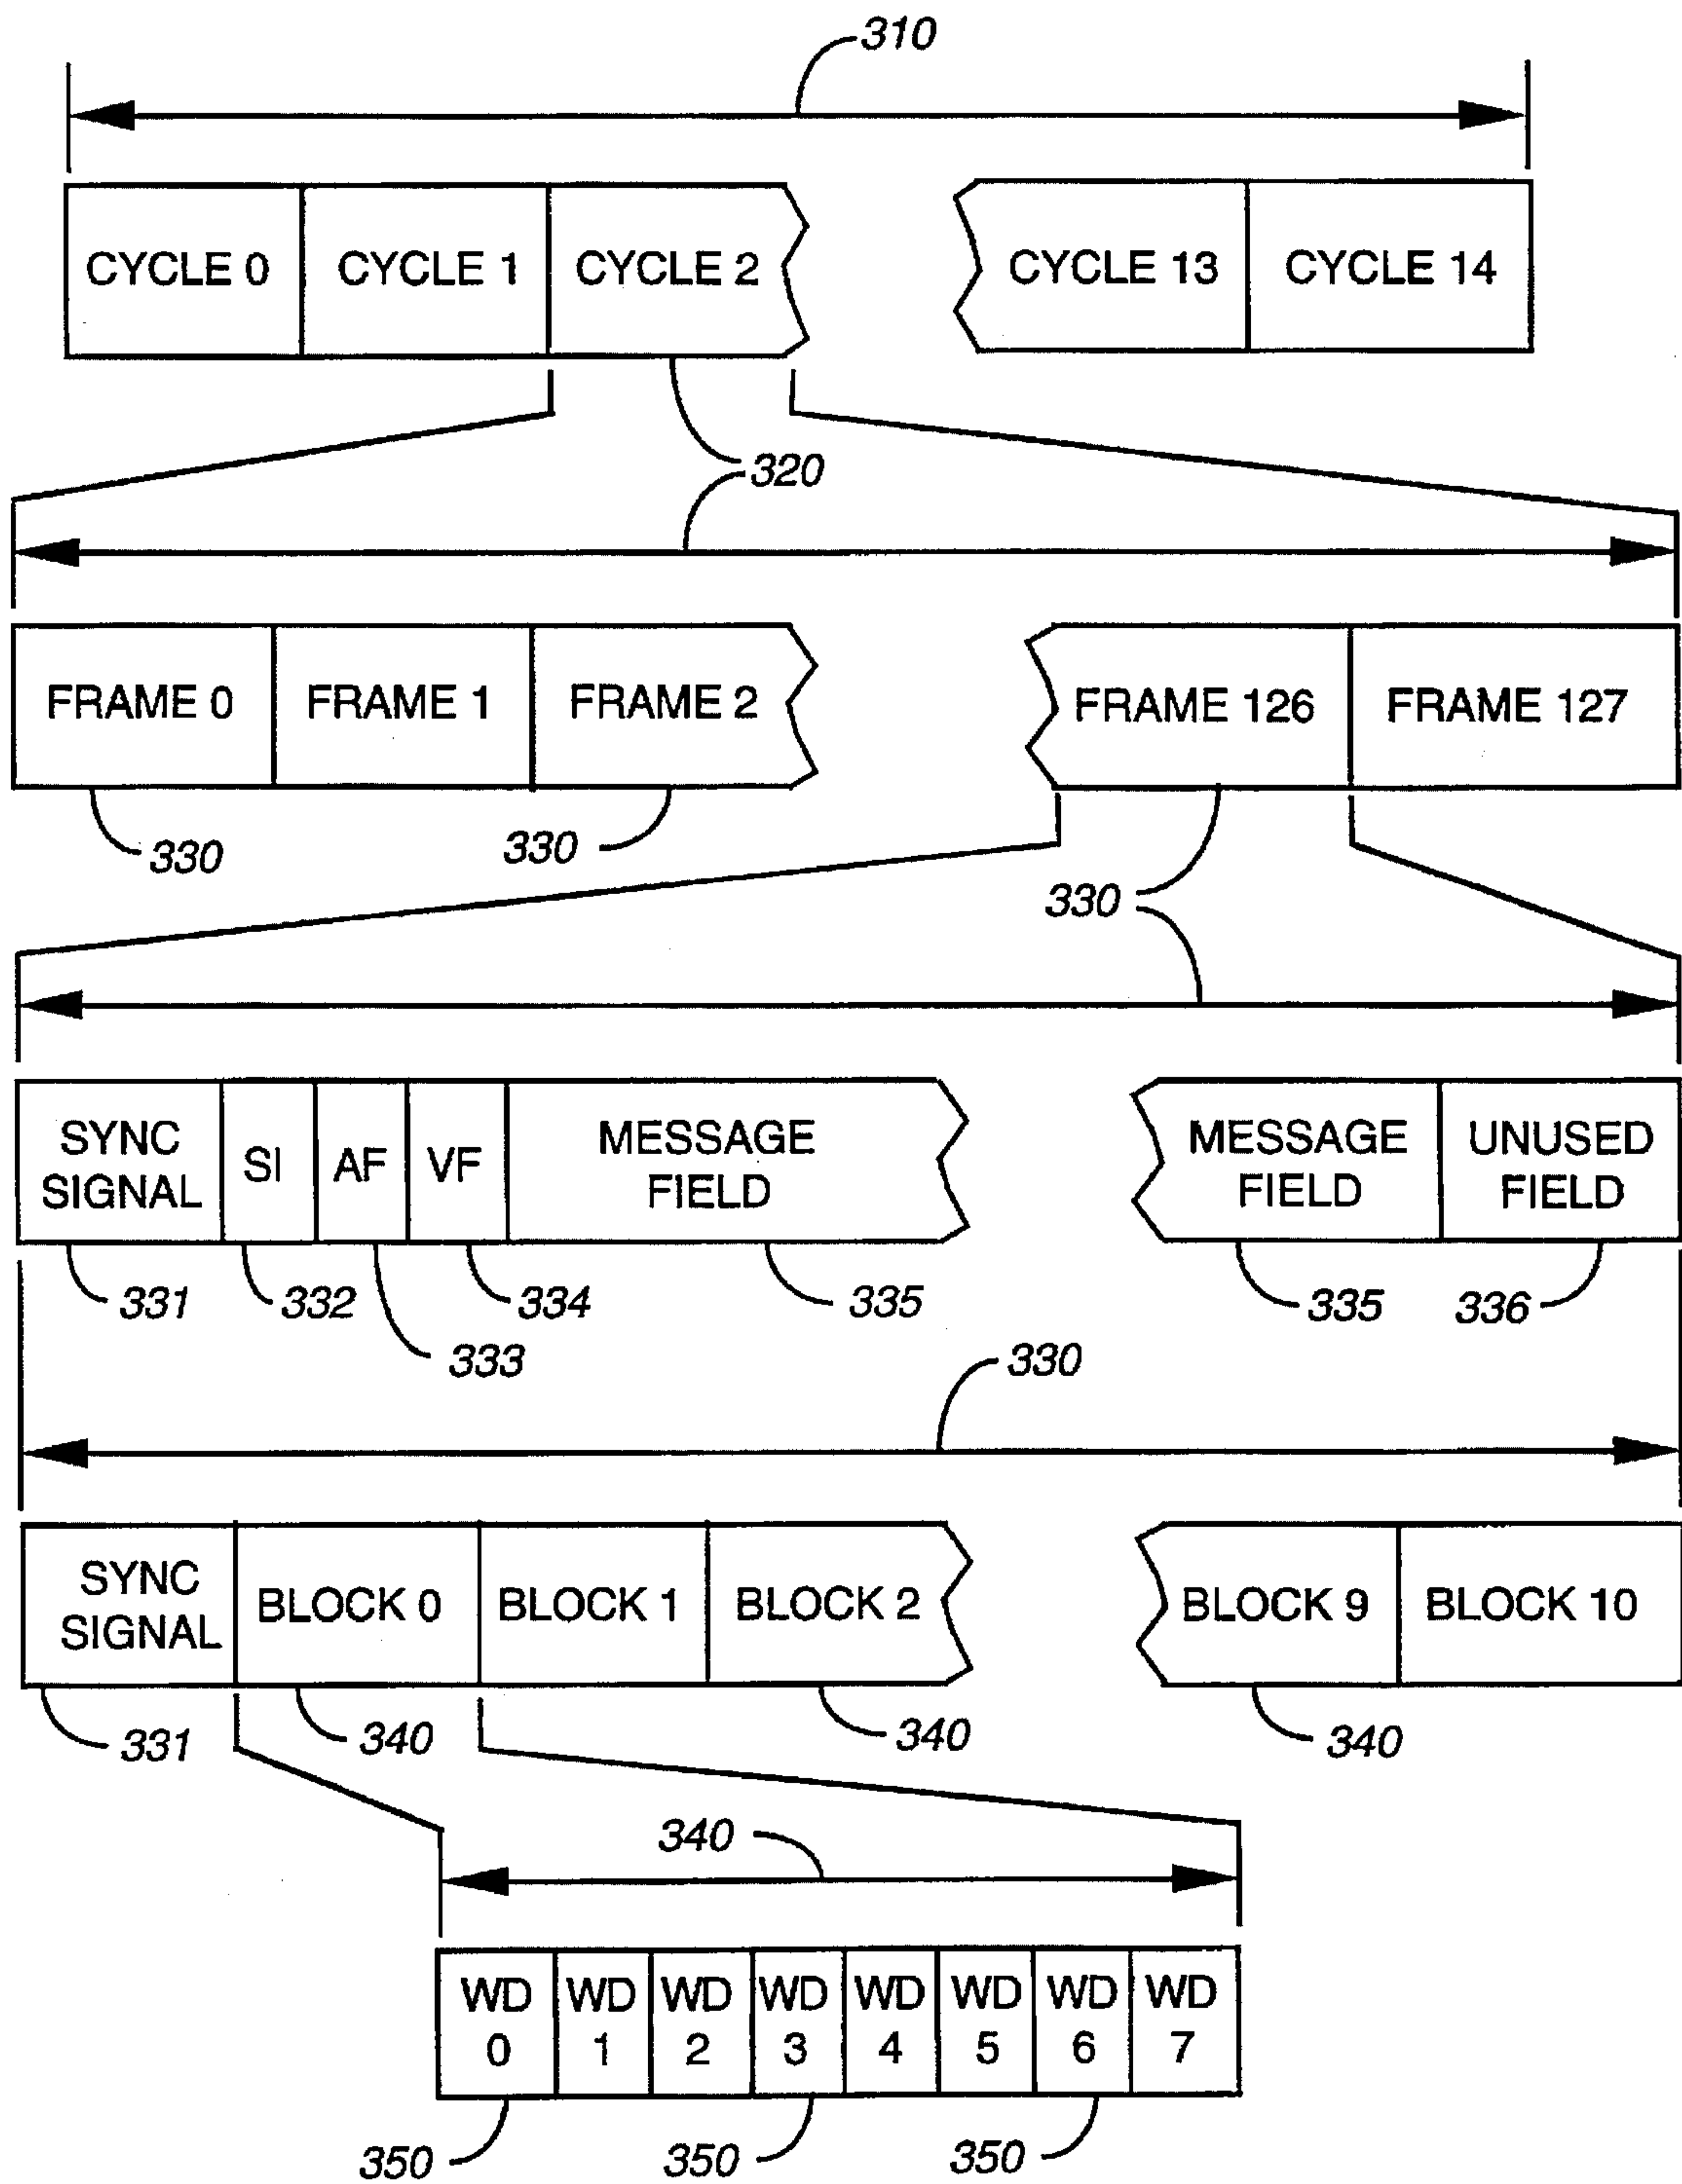 310
CYCLE 0 CYCLE 1 CYCLE 2 CYCLE 13 CYCLE 14
320
FRAME 0 FRAME 1 FRAME 2 FRAME 126 FRAME 127
330 330
330
SYNC SIGNAL SI AF VF MESSAGE FIELD MESSAGE FIELD UNUSED FIELD
331 332 334 335 335 336
333
330
SYNC SIGNAL BLOCK 0 BLOCK 1 BLOCK 2 BLOCK 9 BLOCK 10
331 340 340 340
340
WD 0 WD 1 WD 2 WD 3 WD 4 WD 5 WD 6 WD 7
350 350 350